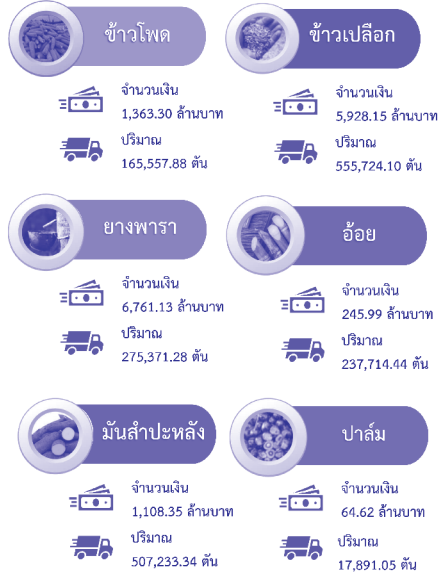 ข้าวโพด
จำนวนเงิน
1,363.30 ล้านบาท
ปริมาณ
165,557.88 ตัน
ข้าวเปลือก
จำนวนเงิน
5,928.15 ล้านบาท
ปริมาณ
555,724.10 ตัน
ยางพารา
จำนวนเงิน
6,761.13 ล้านบาท
ปริมาณ
275,371.28 ตัน
อ้อย
จำนวนเงิน
245.99 ล้านบาท
ปริมาณ
237,714.44 ตัน
มันสำปะหลัง
จำนวนเงิน
1,108.35 ล้านบาท
ปริมาณ
507,233.34 ตัน
ปาล์ม
จำนวนเงิน
64.62 ล้านบาท
ปริมาณ
17,891.05 ตัน